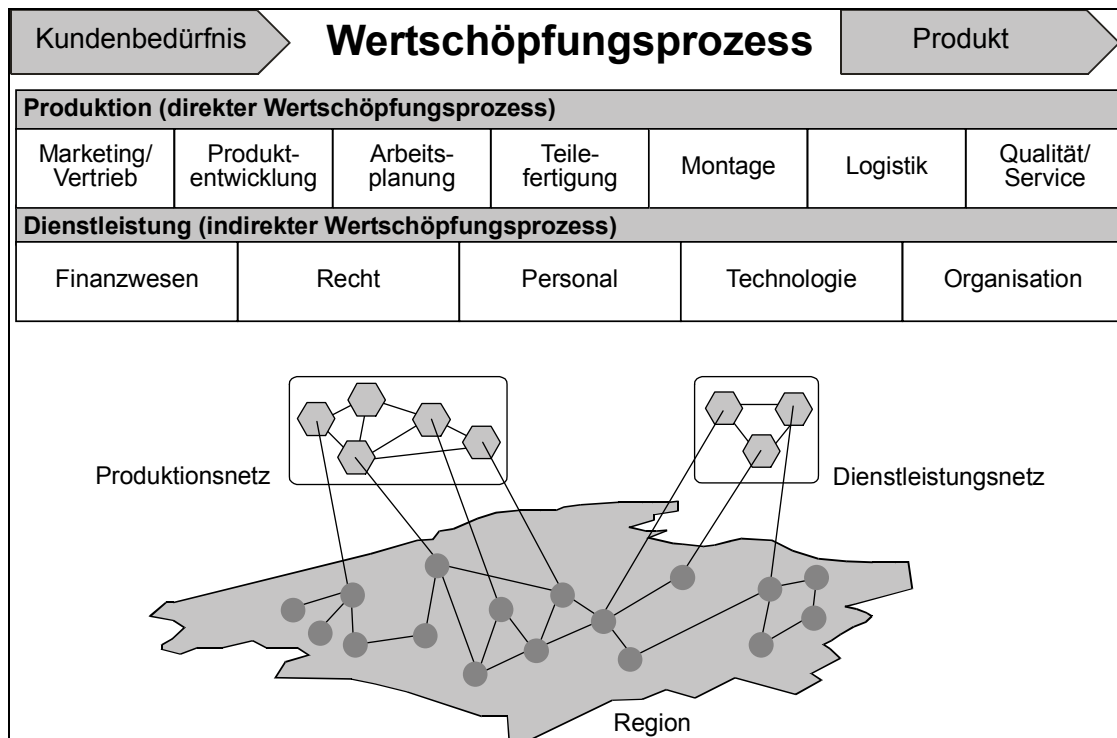 Kundenbedürfnis
Wertschöpfungsprozess
Produkt
Produktion (direkter Wertschöpfungsprozess)
Marketing/
Vertrieb
Produkt-
entwicklung
Arbeits-
planung
Teile-
fertigung
Montage
Logistik
Qualität/
Service
Dienstleistung (indirekter Wertschöpfungsprozess)
Finanzwesen
Recht
Personal
Technologie
Organisation
Produktionsnetz
Dienstleistungsnetz
Region